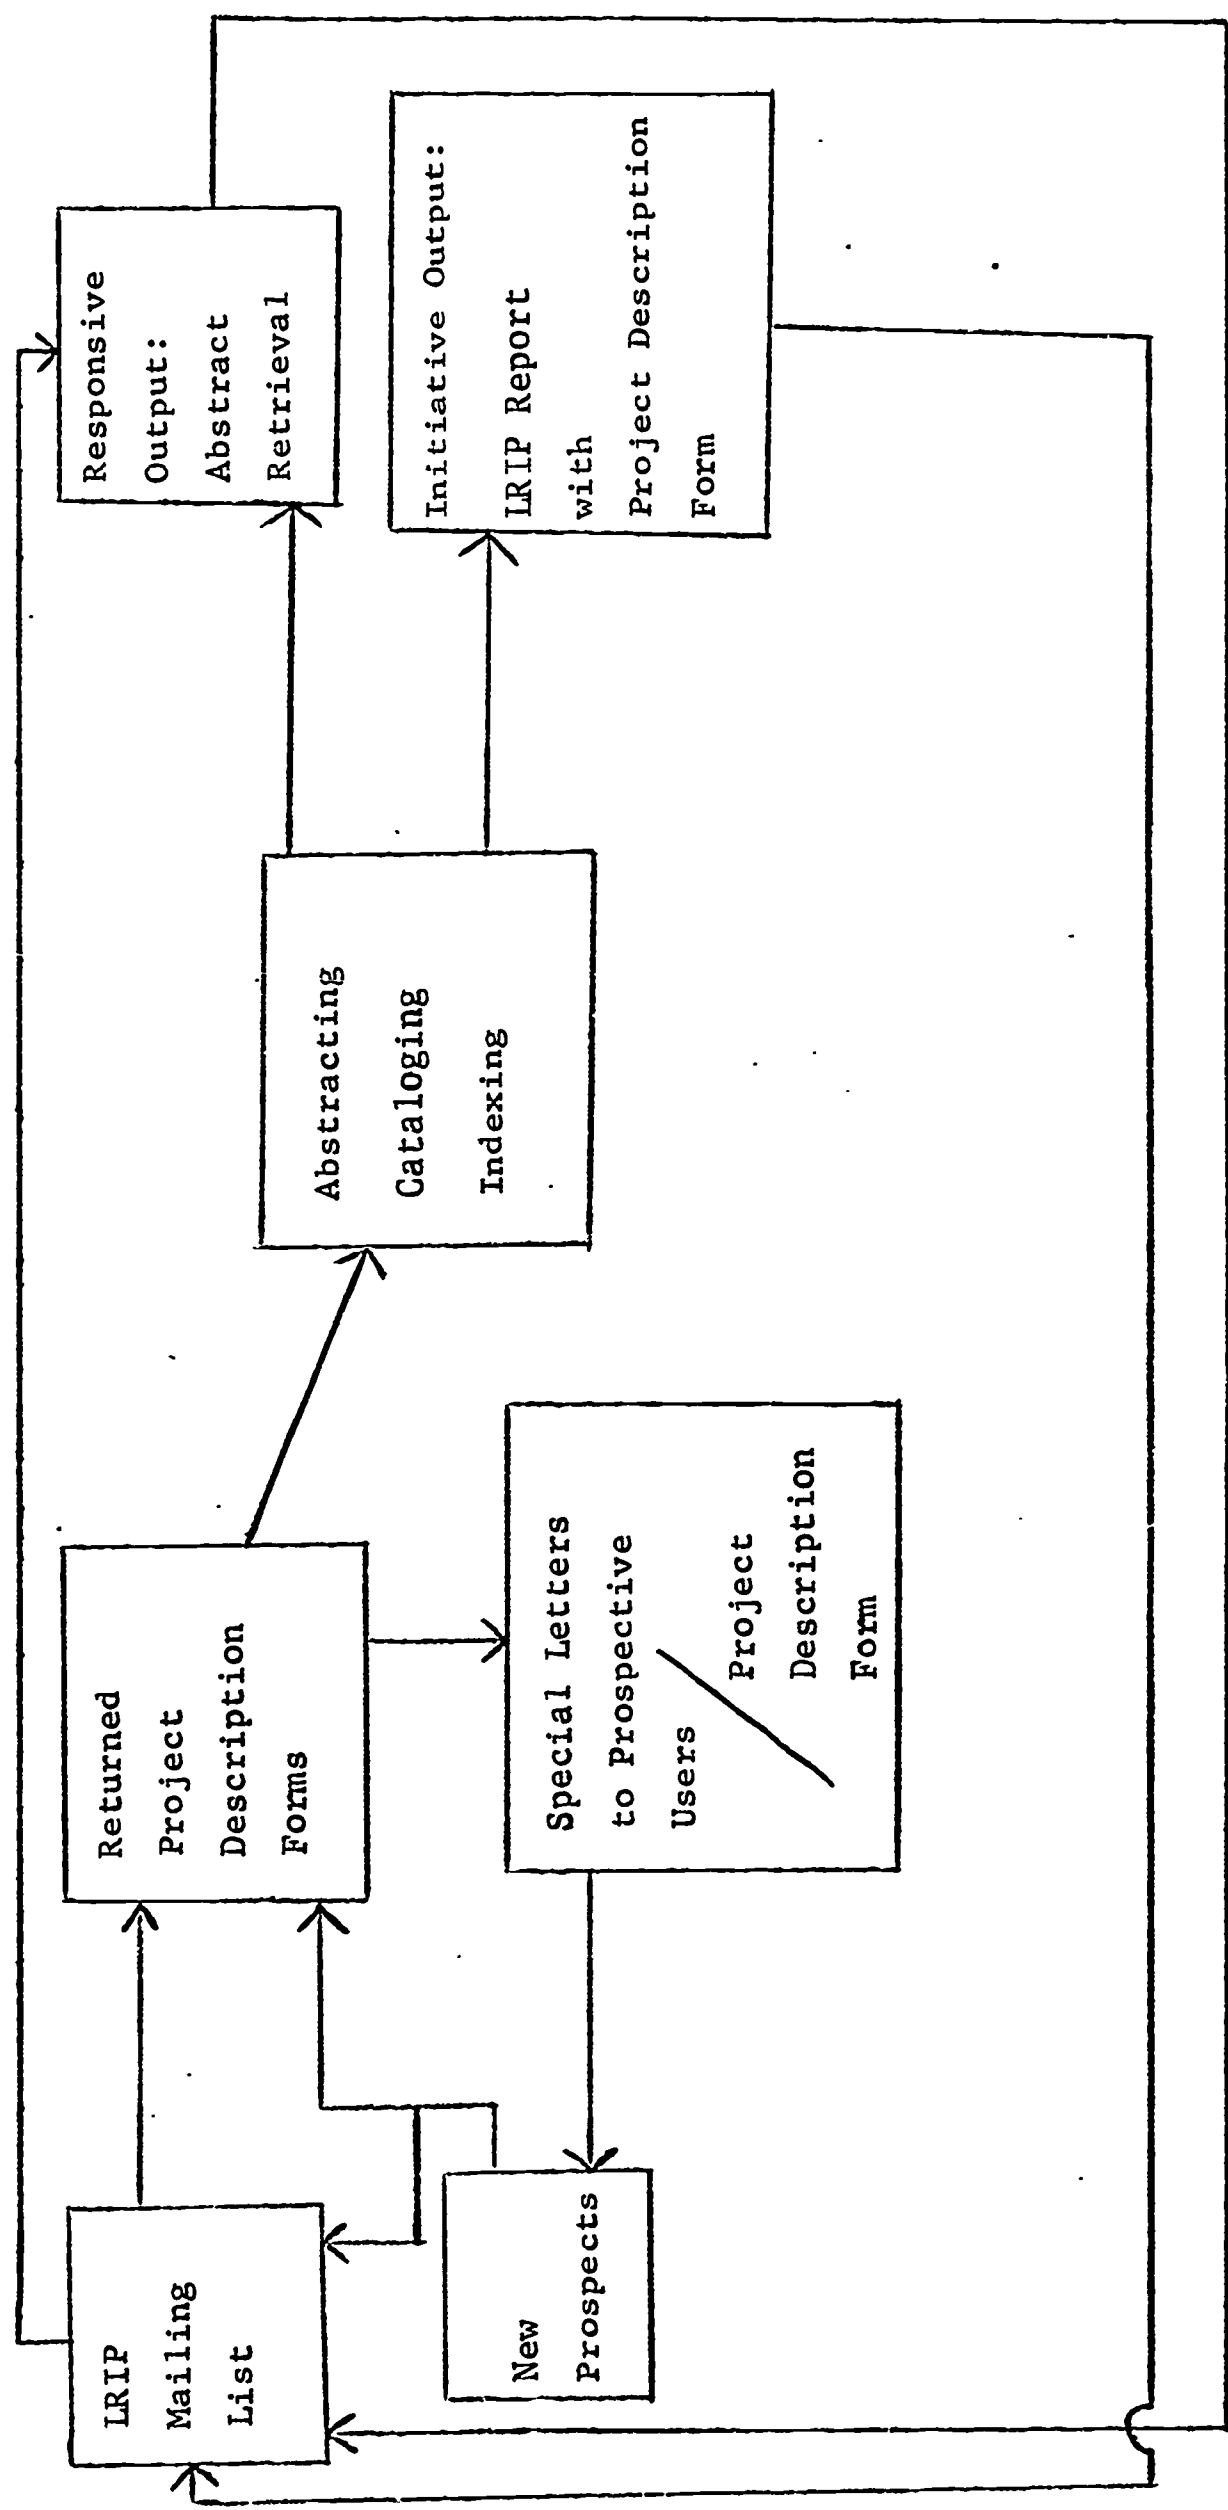 LRIP
Mailing
List
New
Prospects
Returned
Project
Description
Forms
Special Letters
to Prospective
Users
Project
Description
Form
Abstracting
Cataloging
Indexing
Responsive
Output:
Abstract
Retrieval
Initiative Output:
LRIP Report
with
Project Description
Form